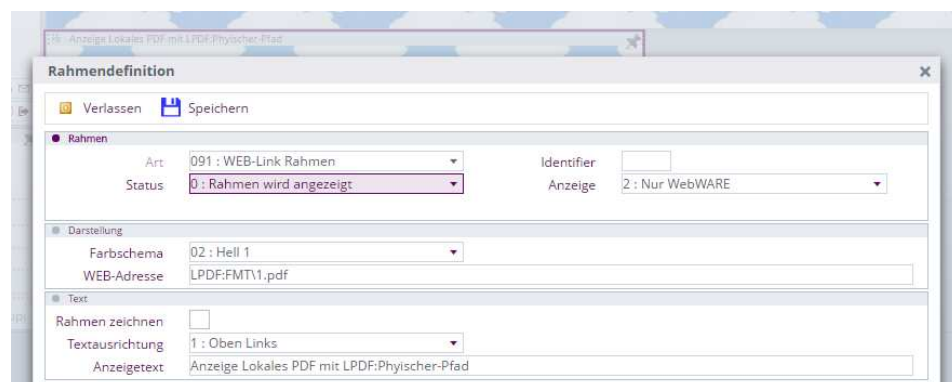 Anzeige Lokales PDF mit LPDF:Phyischer-Pfad
Rahmendefinition
Verlassen Speichern
Rahmen
Art 091 : WEB-Link Rahmen Identifier
Status 0 : Rahmen wird angezeigt Anzeige 2 : Nur WebWARE
Darstellung
Farbschema 02 : Hell 1
WEB-Adresse LPDF:FMT\1.pdf
Text
Rahmen zeichnen
Textausrichtung 1 : Oben Links
Anzeigetext Anzeige Lokales PDF mit LPDF:Phyischer-Pfad